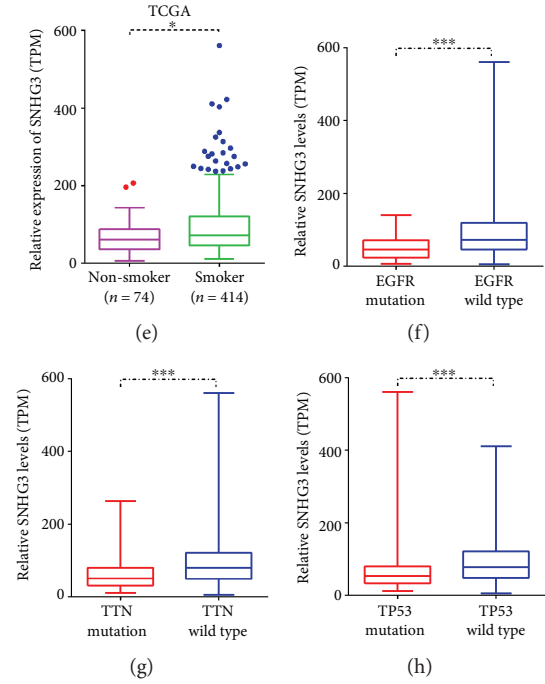 TCGA
*
Relative expression of SNHG3 (TPM)
600
400
200
0
Non-smoker
(n = 74)
Smoker
(n = 414)
(e)
***
Relative SNHG3 levels (TPM)
600
400
200
0
EGFR
mutation
EGFR
wild type
(f)
***
Relative SNHG3 levels (TPM)
600
400
200
0
TTN
mutation
TTN
wild type
(g)
***
Relative SNHG3 levels (TPM)
600
400
200
0
TP53
mutation
TP53
wild type
(h)